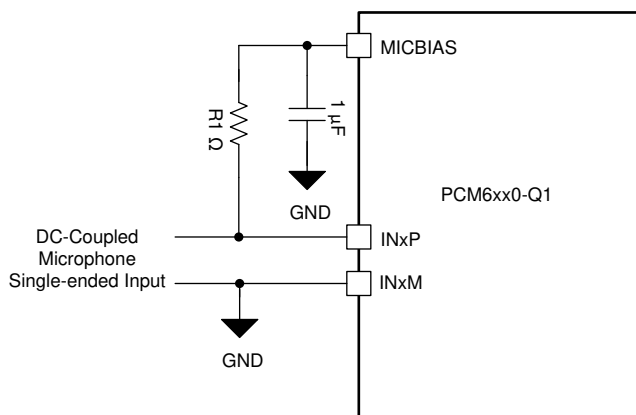 MICBIAS
R1 Ω
1 µF
GND
PCM6xx0-Q1
DC-Coupled
Microphone
Single-ended Input
INxP
INxM
GND